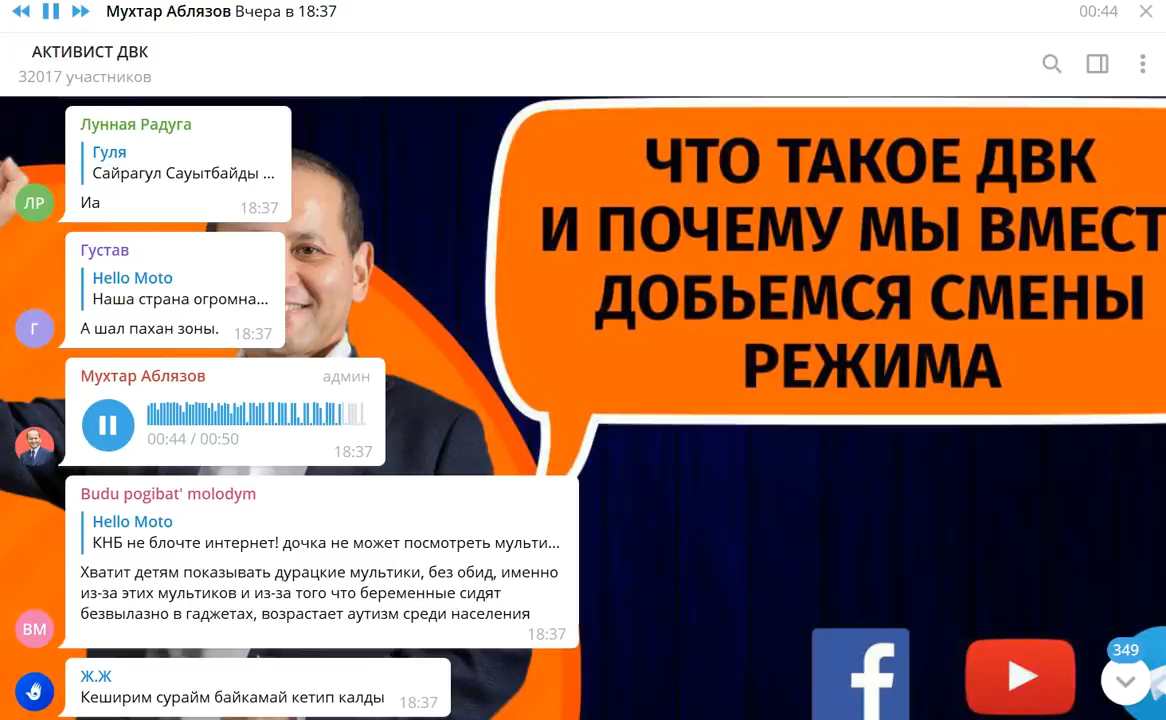 Мухтар Аблязов Вчера в 18:37
00:44
АКТИВИСТ ДВК
32017 участников
Лунная Радуга
Гуля
Сайрагул Сауытбайды ...
Иа
18:37
ЛР
Густав
Hello Moto
Наша страна огромна...
А шал пахан зоны.
18:37
Г
Мухтар Аблязов
админ
00:44 / 00:50
18:37
Budu pogibat' molodym
Hello Moto
КНБ не блочте интернет! дочка не может посмотреть мульти...
Хватит детям показывать дурацкие мультики, без обид, именно
из-за этих мультиков и из-за того что беременные сидят
безвылазно в гаджетах, возрастает аутизм среди населения
18:37
BM
Ж.Ж
Кеширим сурайм байкамай кетип калды
18:37
ЧТО ТАКОЕ ДВК
И ПОЧЕМУ МЫ ВМЕСТ
ДОБЬЕМСЯ СМЕНЫ
РЕЖИМА
f
349